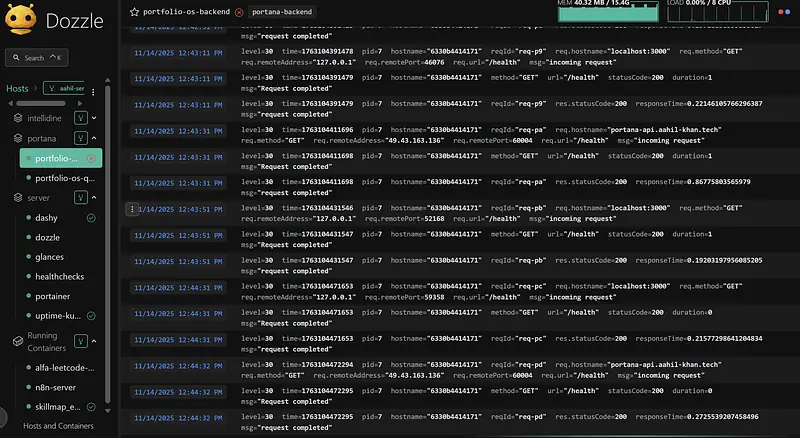 Dozzle
Search ^K
Hosts
aahil-ser
intellidine
portana
portfolio-...
portfolio-os-q...
server
dashy
dozzle
glances
healthchecks
portainer
uptime-ku...
Running
Containers
alfa-leetcode-...
n8n-server
skillmap_e...
Hosts and Containers
portfolio-os-backend portana-backend
MEM 40.32 MB / 15.4G LOAD 0.00% / 8 CPU
11/14/2025 12:43:11 PM
msg="Request completed"
11/14/2025 12:43:11 PM level=30 time=1763104391478 pid=7 hostname="6330b4414171" reqId="req-p9" req.hostname="localhost:3000" req.method="GET"
req.remoteAddress="127.0.0.1" req.remotePort=46076 req.url="/health" msg="incoming request"
11/14/2025 12:43:11 PM level=30 time=1763104391479 pid=7 hostname="6330b4414171" method="GET" url="/health" statusCode=200 duration=1
msg="Request completed"
11/14/2025 12:43:11 PM level=30 time=1763104391479 pid=7 hostname="6330b4414171" reqId="req-p9" res.statusCode=200 responseTime=0.22146105766296387
11/14/2025 12:43:31 PM level=30 time=1763104411696 pid=7 hostname="6330b4414171" reqId="req-pa" req.hostname="portana-api.aahil-khan.tech"
req.method="GET" req.remoteAddress="49.43.163.136" req.remotePort=60004 req.url="/health" msg="incoming request"
11/14/2025 12:43:31 PM level=30 time=1763104411698 pid=7 hostname="6330b4414171" method="GET" url="/health" statusCode=200 duration=1
msg="Request completed"
11/14/2025 12:43:31 PM level=30 time=1763104411698 pid=7 hostname="6330b4414171" reqId="req-pa" res.statusCode=200 responseTime=0.86775803565979
11/14/2025 12:43:51 PM level=30 time=1763104431546 pid=7 hostname="6330b4414171" reqId="req-pb" req.hostname="localhost:3000" req.method="GET"
req.remoteAddress="127.0.0.1" req.remotePort=52168 req.url="/health" msg="incoming request"
11/14/2025 12:43:51 PM level=30 time=1763104431547 pid=7 hostname="6330b4414171" method="GET" url="/health" statusCode=200 duration=1
msg="Request completed"
11/14/2025 12:43:51 PM level=30 time=1763104431547 pid=7 hostname="6330b4414171" reqId="req-pb" res.statusCode=200 responseTime=0.19203197956085205
11/14/2025 12:44:31 PM level=30 time=1763104471653 pid=7 hostname="6330b4414171" reqId="req-pc" req.hostname="localhost:3000" req.method="GET"
req.remoteAddress="127.0.0.1" req.remotePort=59358 req.url="/health" msg="incoming request"
11/14/2025 12:44:31 PM level=30 time=1763104471653 pid=7 hostname="6330b4414171" method="GET" url="/health" statusCode=200 duration=0
msg="Request completed"
11/14/2025 12:44:31 PM level=30 time=1763104471653 pid=7 hostname="6330b4414171" reqId="req-pc" res.statusCode=200 responseTime=0.21577298641204834
11/14/2025 12:44:32 PM level=30 time=1763104472294 pid=7 hostname="6330b4414171" reqId="req-pd" req.hostname="portana-api.aahil-khan.tech"
req.method="GET" req.remoteAddress="49.43.163.136" req.remotePort=60004 req.url="/health" msg="incoming request"
11/14/2025 12:44:32 PM level=30 time=1763104472295 pid=7 hostname="6330b4414171" method="GET" url="/health" statusCode=200 duration=0
msg="Request completed"
11/14/2025 12:44:32 PM level=30 time=1763104472295 pid=7 hostname="6330b4414171" reqId="req-pd" res.statusCode=200 responseTime=0.2725539207458496